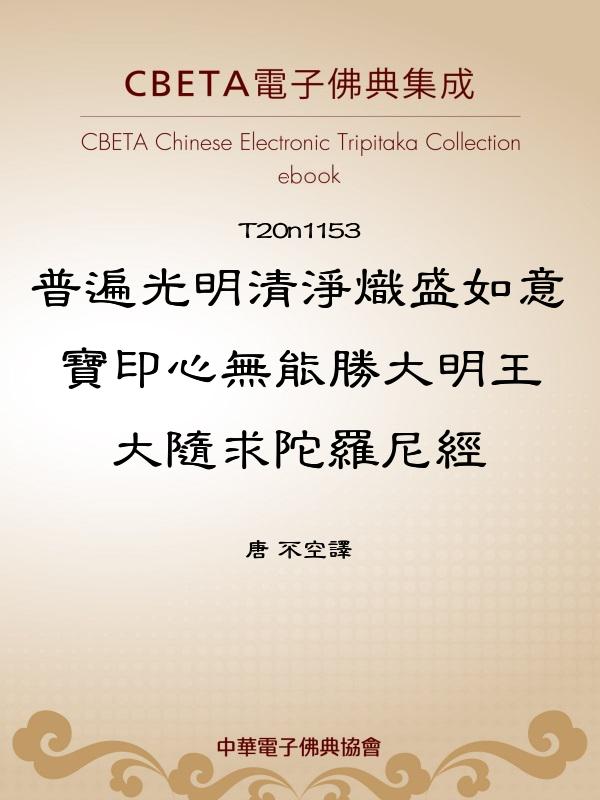 CBETA電子佛典集成
CBETA Chinese Electronic Tripitaka Collection
ebook
T20n1153
普遍光明清淨熾盛如意
寶印心無能勝大明王
大隨求陀羅尼經
唐 不空譯
中華電子佛典協會